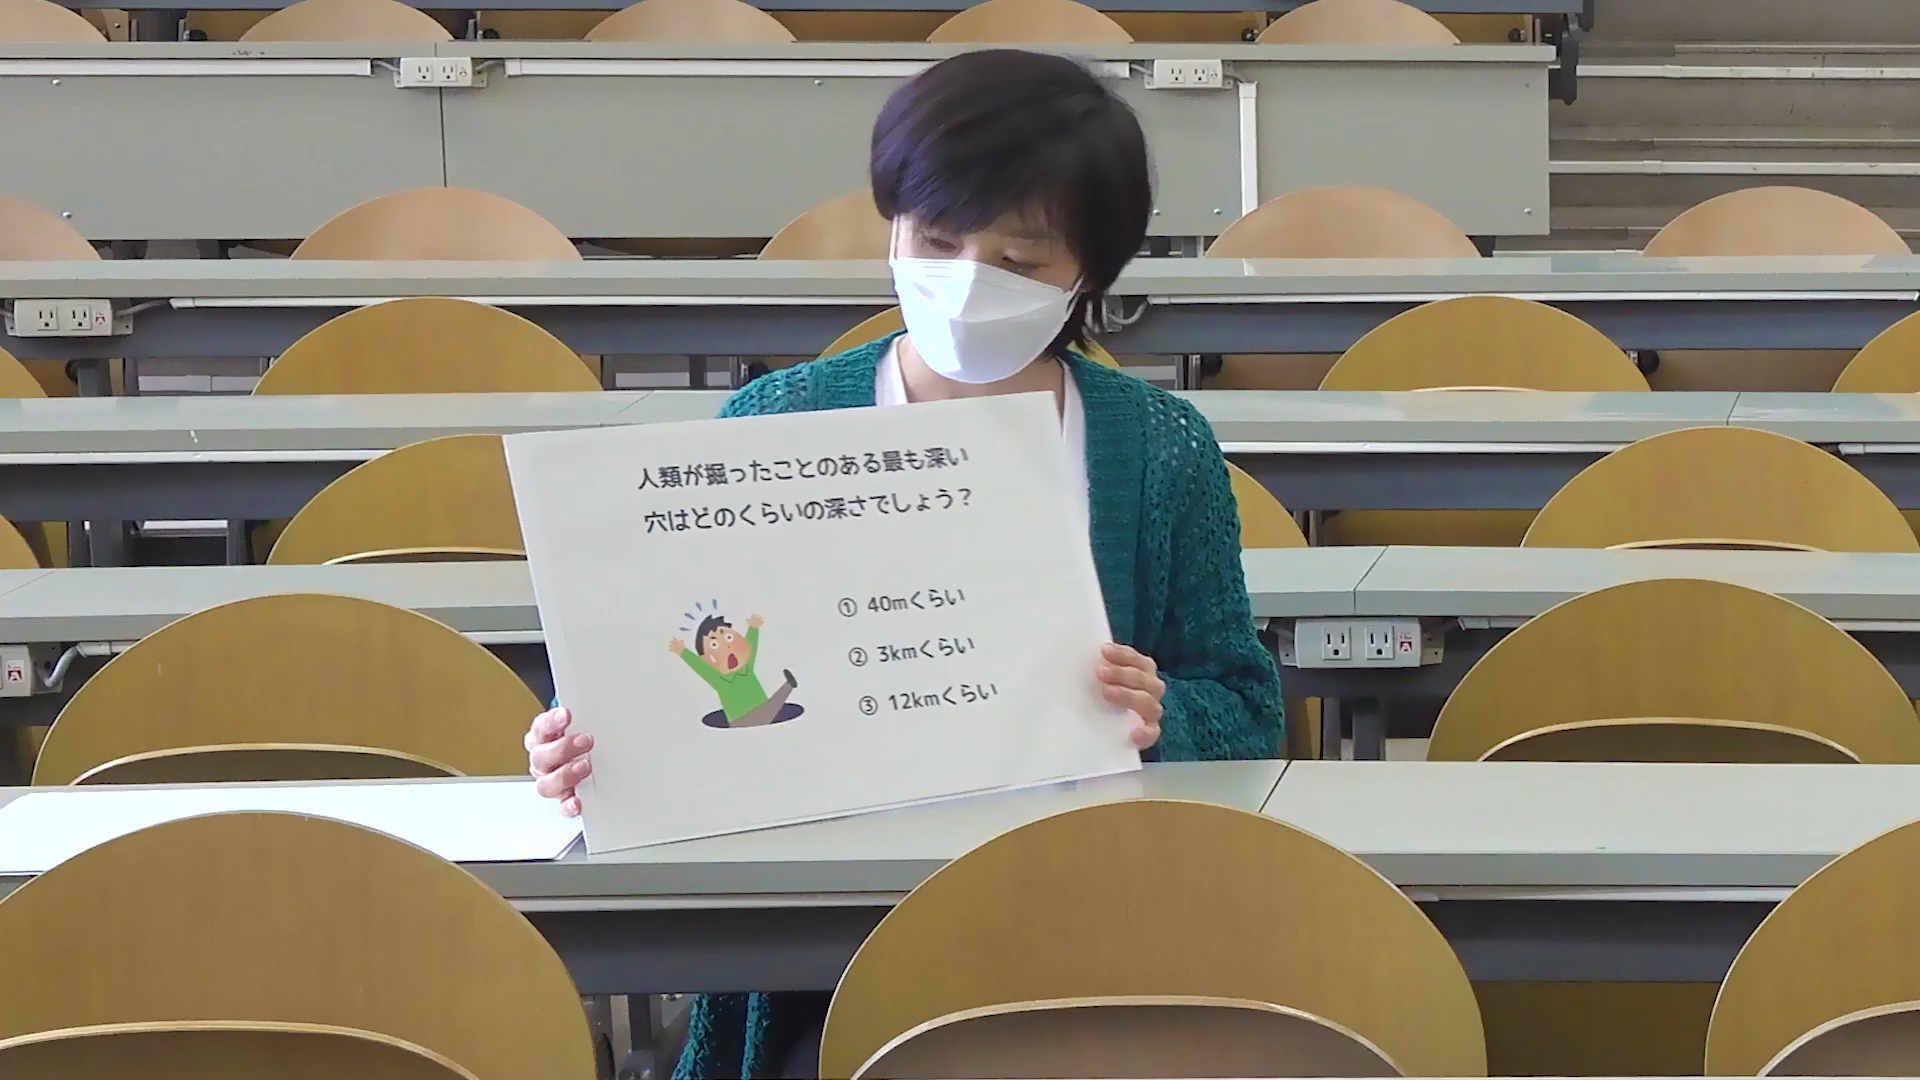 人類が掘ったことのある最も深い
穴はどのくらいの深さでしょう？
① 40mくらい
② 3kmくらい
③ 12kmくらい